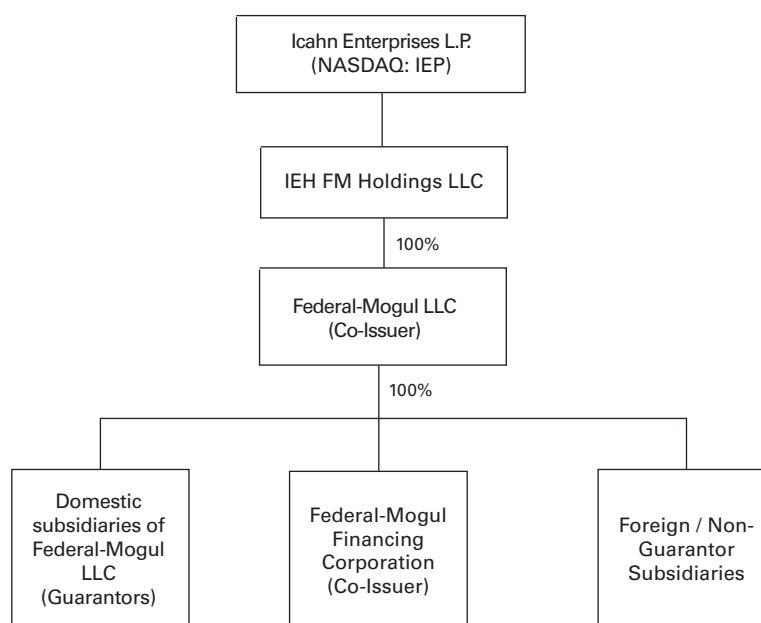 Icahn Enterprises L.P.
(NASDAQ: IEP)
IEH FM Holdings LLC
100%
Federal-Mogul LLC
(Co-Issuer)
100%
Domestic
subsidiaries of
Federal-Mogul
LLC
(Guarantors)
Federal-Mogul
Financing
Corporation
(Co-Issuer)
Foreign / Non-
Guarantor
Subsidiaries